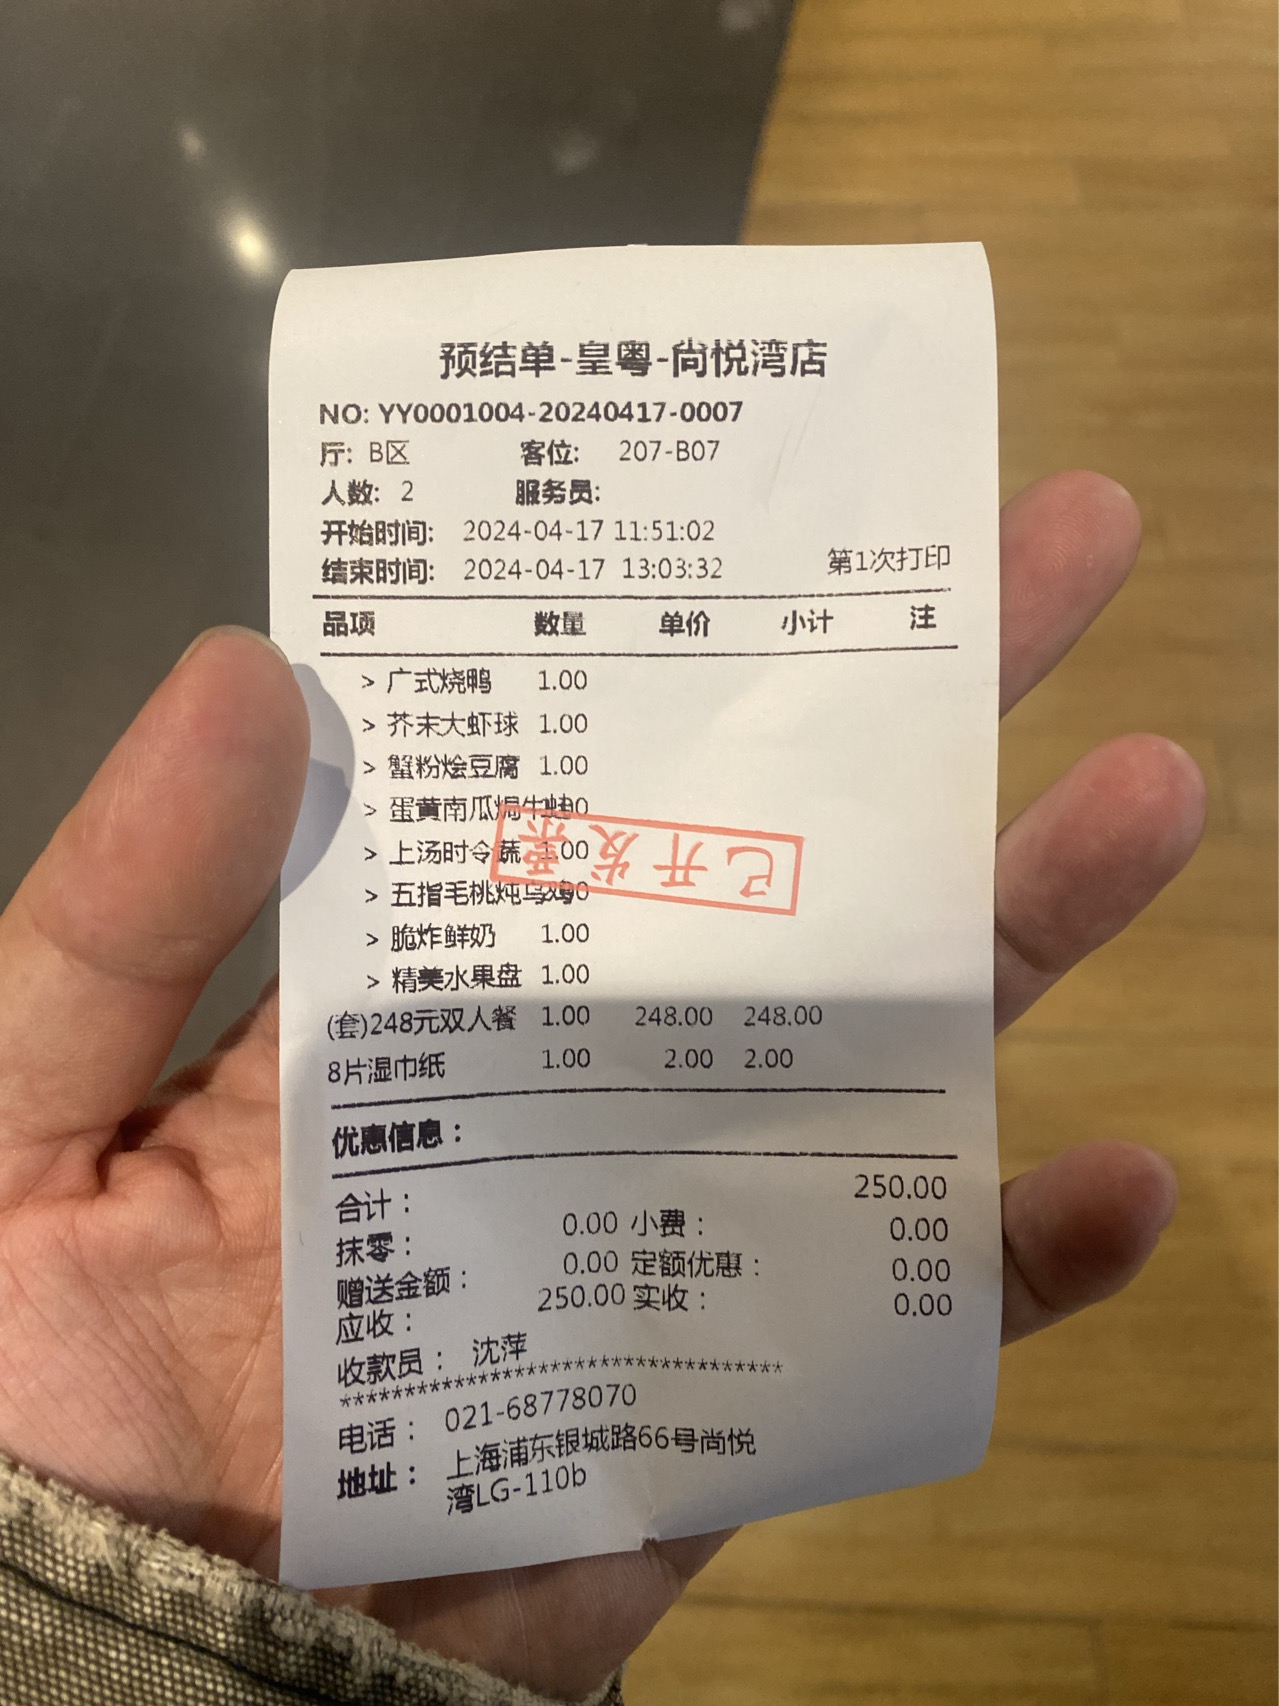 预结单-皇粤-尚悦湾店
NO: YY0001004-20240417-0007
厅: B区 客位: 207-B07
人数: 2 服务员:
开始时间: 2024-04-17 11:51:02
结束时间: 2024-04-17 13:03:32 第1次打印
品项 数量 单价 小计 注
> 广式烧鸭 1.00
> 芥末大虾球 1.00
> 蟹粉烩豆腐 1.00
> 蛋黄南瓜焗牛蛙 1.00
> 上汤时令蔬 1.00
已开发票
> 五指毛桃炖乌鸡 1.00
> 脆炸鲜奶 1.00
> 精美水果盘 1.00
(套)248元双人餐 1.00 248.00 248.00
8片湿巾纸 1.00 2.00 2.00
优惠信息：
合计： 250.00
抹零： 0.00 小费： 0.00
赠送金额： 0.00 定额优惠： 0.00
应收： 250.00 实收： 0.00
收款员： 沈萍
***********************************
电话： 021-68778070
地址： 上海浦东银城路66号尚悦
湾LG-110b